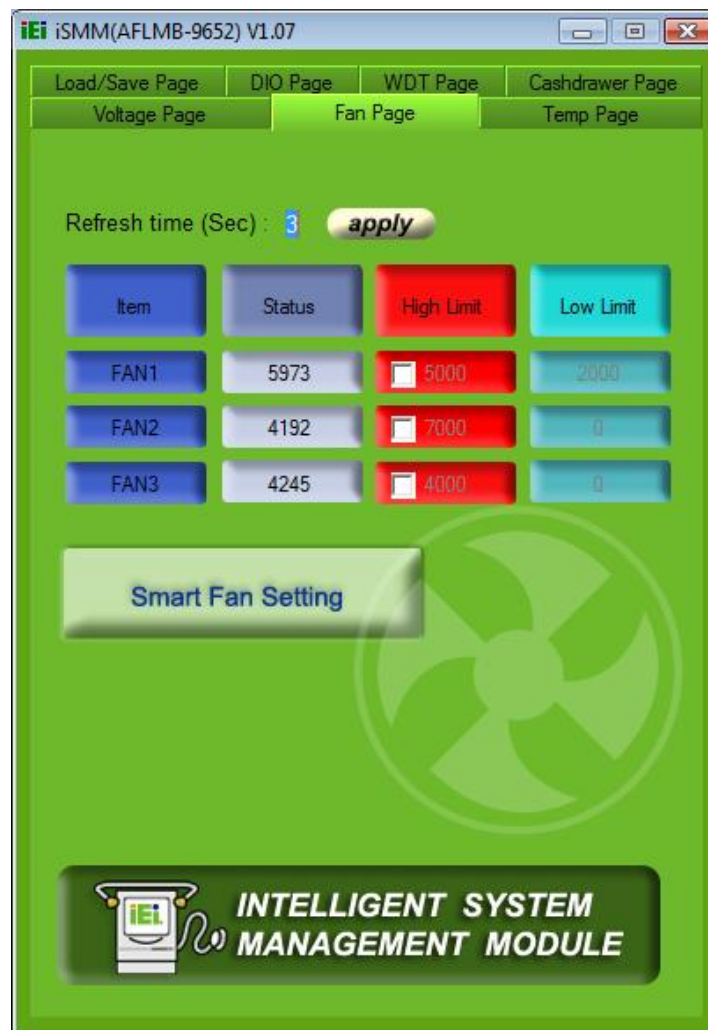 iEi iSMM(AFLMB-9652) V1.07
Load/Save Page DIO Page WDT Page Cashdrawer Page
Voltage Page Fan Page Temp Page
Refresh time (Sec) : 3 apply
Item Status High Limit Low Limit
FAN1 5973 5000 2000
FAN2 4192 7000 0
FAN3 4245 4000 0
Smart Fan Setting
iEi
INTELLIGENT SYSTEM
MANAGEMENT MODULE